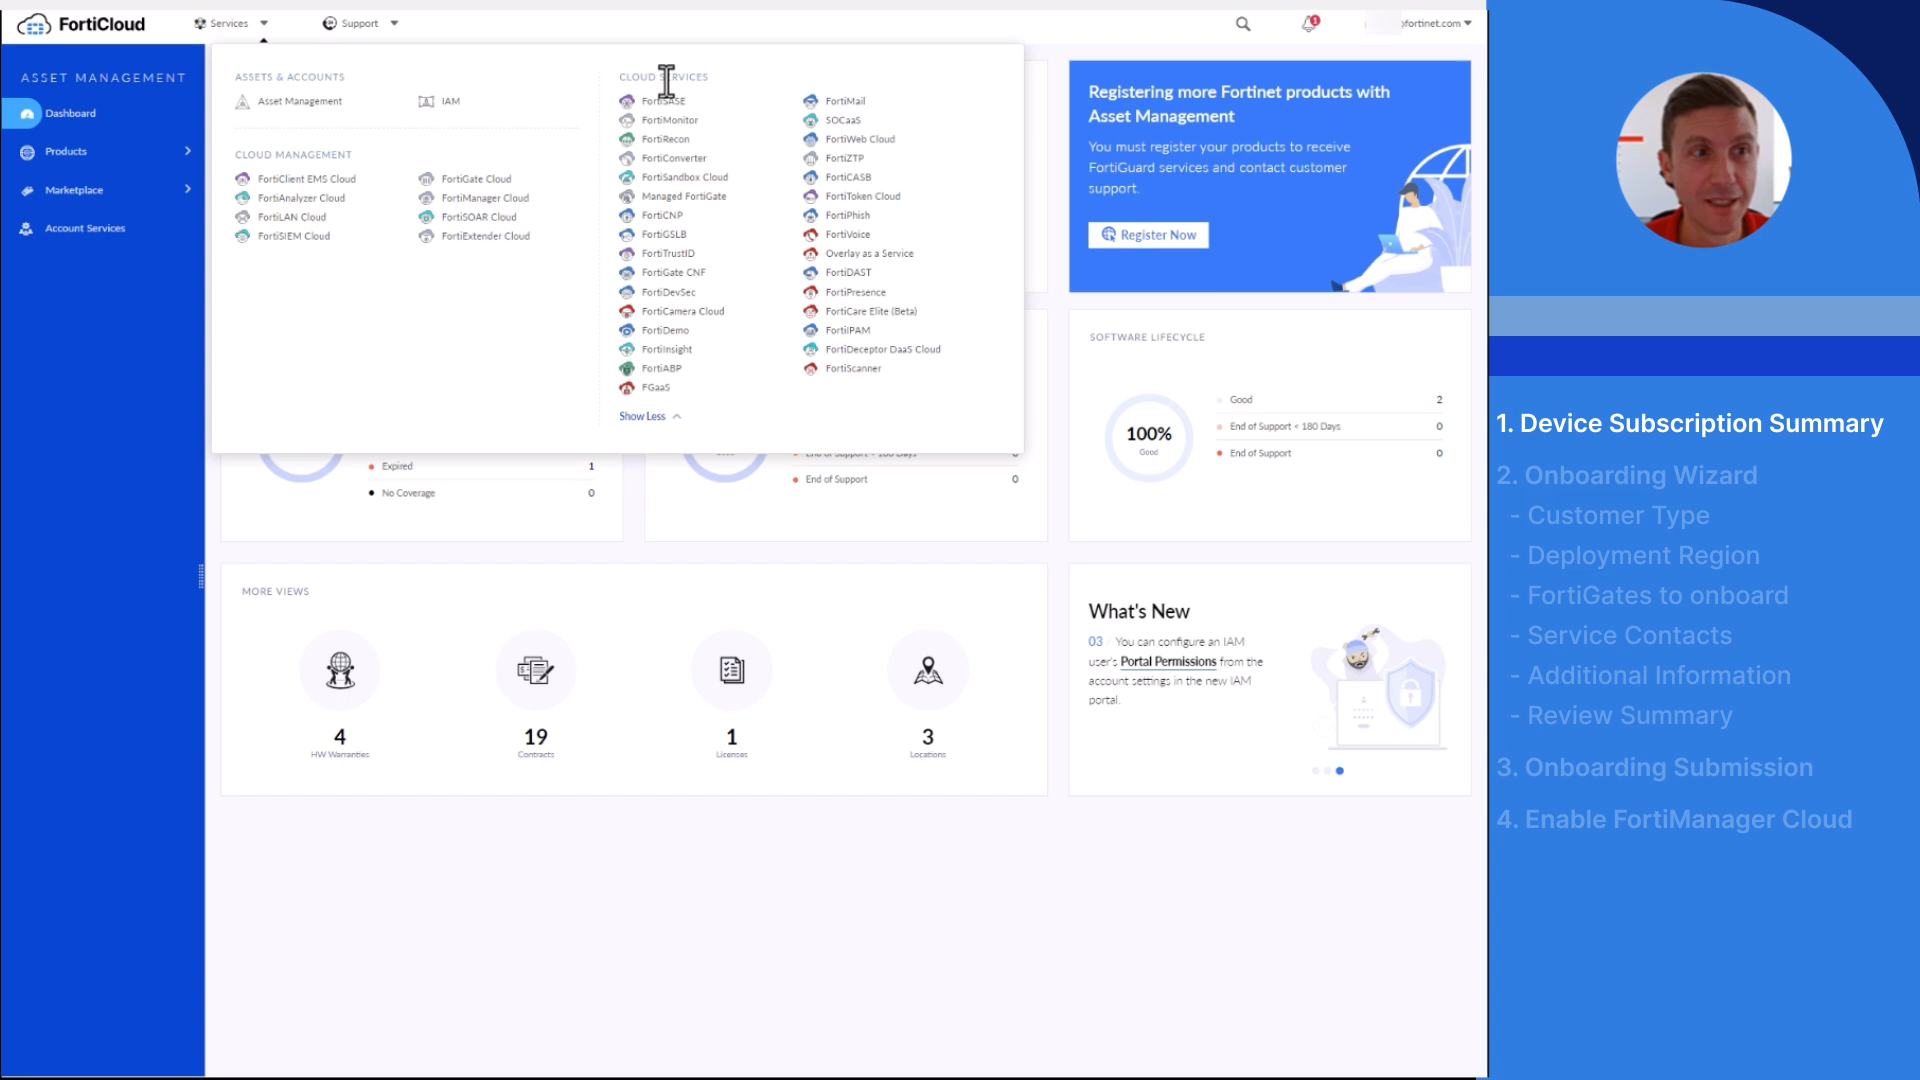 FortiCloud
Services
Support
1
fortinet.com
ASSET MANAGEMENT
Dashboard
Products
Marketplace
Account Services
ASSETS & ACCOUNTS
Asset Management
IAM
CLOUD MANAGEMENT
FortiClient EMS Cloud
FortiGate Cloud
FortiAnalyzer Cloud
FortiManager Cloud
FortiLAN Cloud
FortiSOAR Cloud
FortiSIEM Cloud
FortiExtender Cloud
CLOUD SERVICES
FortiSASE
FortiMail
FortiMonitor
SOCaaS
FortiRecon
FortiWeb Cloud
FortiConverter
FortiZTP
FortiSandbox Cloud
FortiCASB
Managed FortiGate
FortiToken Cloud
FortiCNP
FortiPhish
FortiGSLB
FortiVoice
FortiTrustID
Overlay as a Service
FortiGate CNF
FortiDAST
FortiDevSec
FortiPresence
FortiCamera Cloud
FortiCare Elite (Beta)
FortiDemo
FortiIPAM
FortiInsight
FortiDeceptor DaaS Cloud
FortiABP
FortiScanner
FGaaS
Show Less
Registering more Fortinet products with
Asset Management
You must register your products to receive
FortiGuard services and contact customer
support.
Register Now
Expired 1
No Coverage 0
End of Support 0
SOFTWARE LIFECYCLE
100%
Good
Good 2
End of Support < 180 Days 0
End of Support 0
MORE VIEWS
4
HW Warranties
19
Contracts
1
Licenses
3
Locations
What's New
03 / You can configure an IAM
user's Portal Permissions from the
account settings in the new IAM
portal.
1. Device Subscription Summary
2. Onboarding Wizard
- Customer Type
- Deployment Region
- FortiGates to onboard
- Service Contacts
- Additional Information
- Review Summary
3. Onboarding Submission
4. Enable FortiManager Cloud